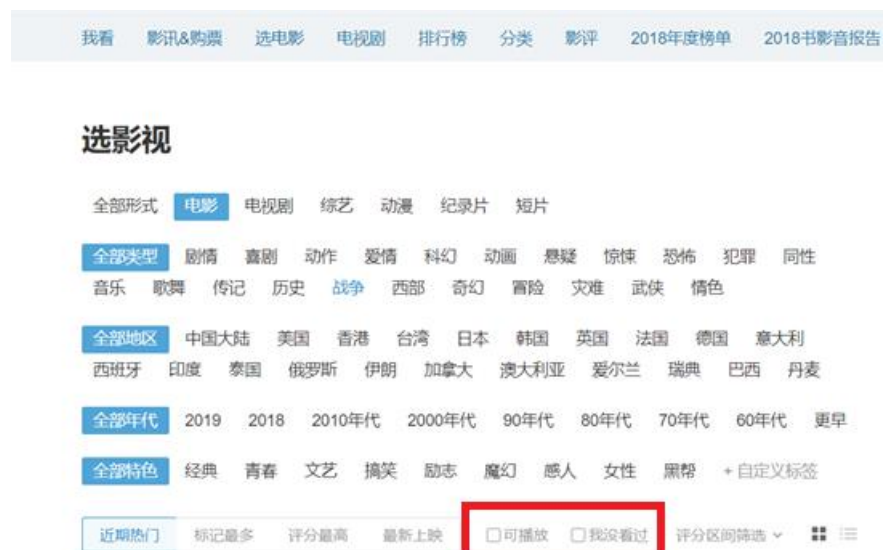 我看 影讯&购票 选电影 电视剧 排行榜 分类 影评 2018年度榜单 2018书影音报告
选影视
全部形式 电影 电视剧 综艺 动漫 纪录片 短片
全部类型 剧情 喜剧 动作 爱情 科幻 动画 悬疑 惊悚 恐怖 犯罪 同性
音乐 歌舞 传记 历史 战争 西部 奇幻 冒险 灾难 武侠 情色
全部地区 中国大陆 美国 香港 台湾 日本 韩国 英国 法国 德国 意大利
西班牙 印度 泰国 俄罗斯 伊朗 加拿大 澳大利亚 爱尔兰 瑞典 巴西 丹麦
全部年代 2019 2018 2010年代 2000年代 90年代 80年代 70年代 60年代 更早
全部特色 经典 青春 文艺 搞笑 励志 魔幻 感人 女性 黑帮 + 自定义标签
近期热门 标记最多 评分最高 最新上映 可播放 我没看过 评分区间筛选